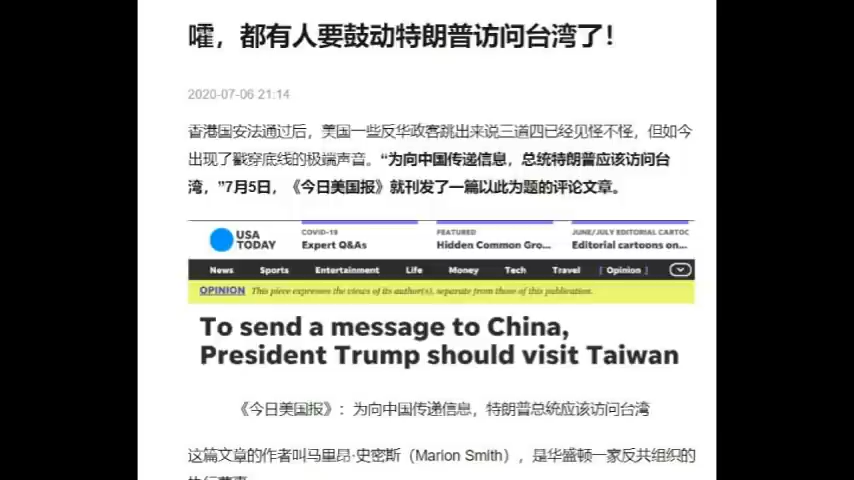 嚯，都有人要鼓动特朗普访问台湾了！
2020-07-06 21:14
香港国安法通过后，美国一些反华政客跳出来说三道四已经见怪不怪，但如今
出现了戳穿底线的极端声音。“为向中国传递信息，总统特朗普应该访问台
湾，”7月5日，《今日美国报》就刊发了一篇以此为题的评论文章。
USA TODAY
COVID-19
Expert Q&As
FEATURED
Hidden Common Gro...
JUNE/JULY EDITORIAL CARTOC
Editorial cartoons on...
News Sports Entertainment Life Money Tech Travel [ Opinion ]
OPINION This piece expresses the views of its author(s), separate from those of this publication.
To send a message to China,
President Trump should visit Taiwan
《今日美国报》：为向中国传递信息，特朗普总统应该访问台湾
这篇文章的作者叫马里昂·史密斯（Marion Smith），是华盛顿一家反共组织的